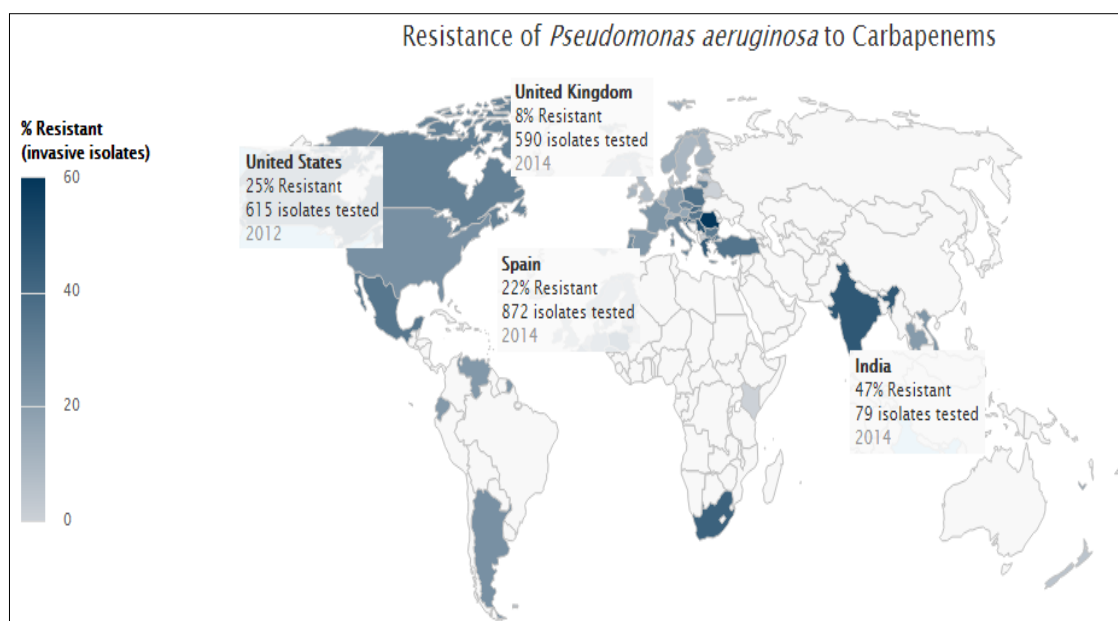 Resistance of Pseudomonas aeruginosa to Carbapenems
% Resistant
(invasive isolates)
60
40
20
0
United States
25% Resistant
615 isolates tested
2012
United Kingdom
8% Resistant
590 isolates tested
2014
Spain
22% Resistant
872 isolates tested
2014
India
47% Resistant
79 isolates tested
2014